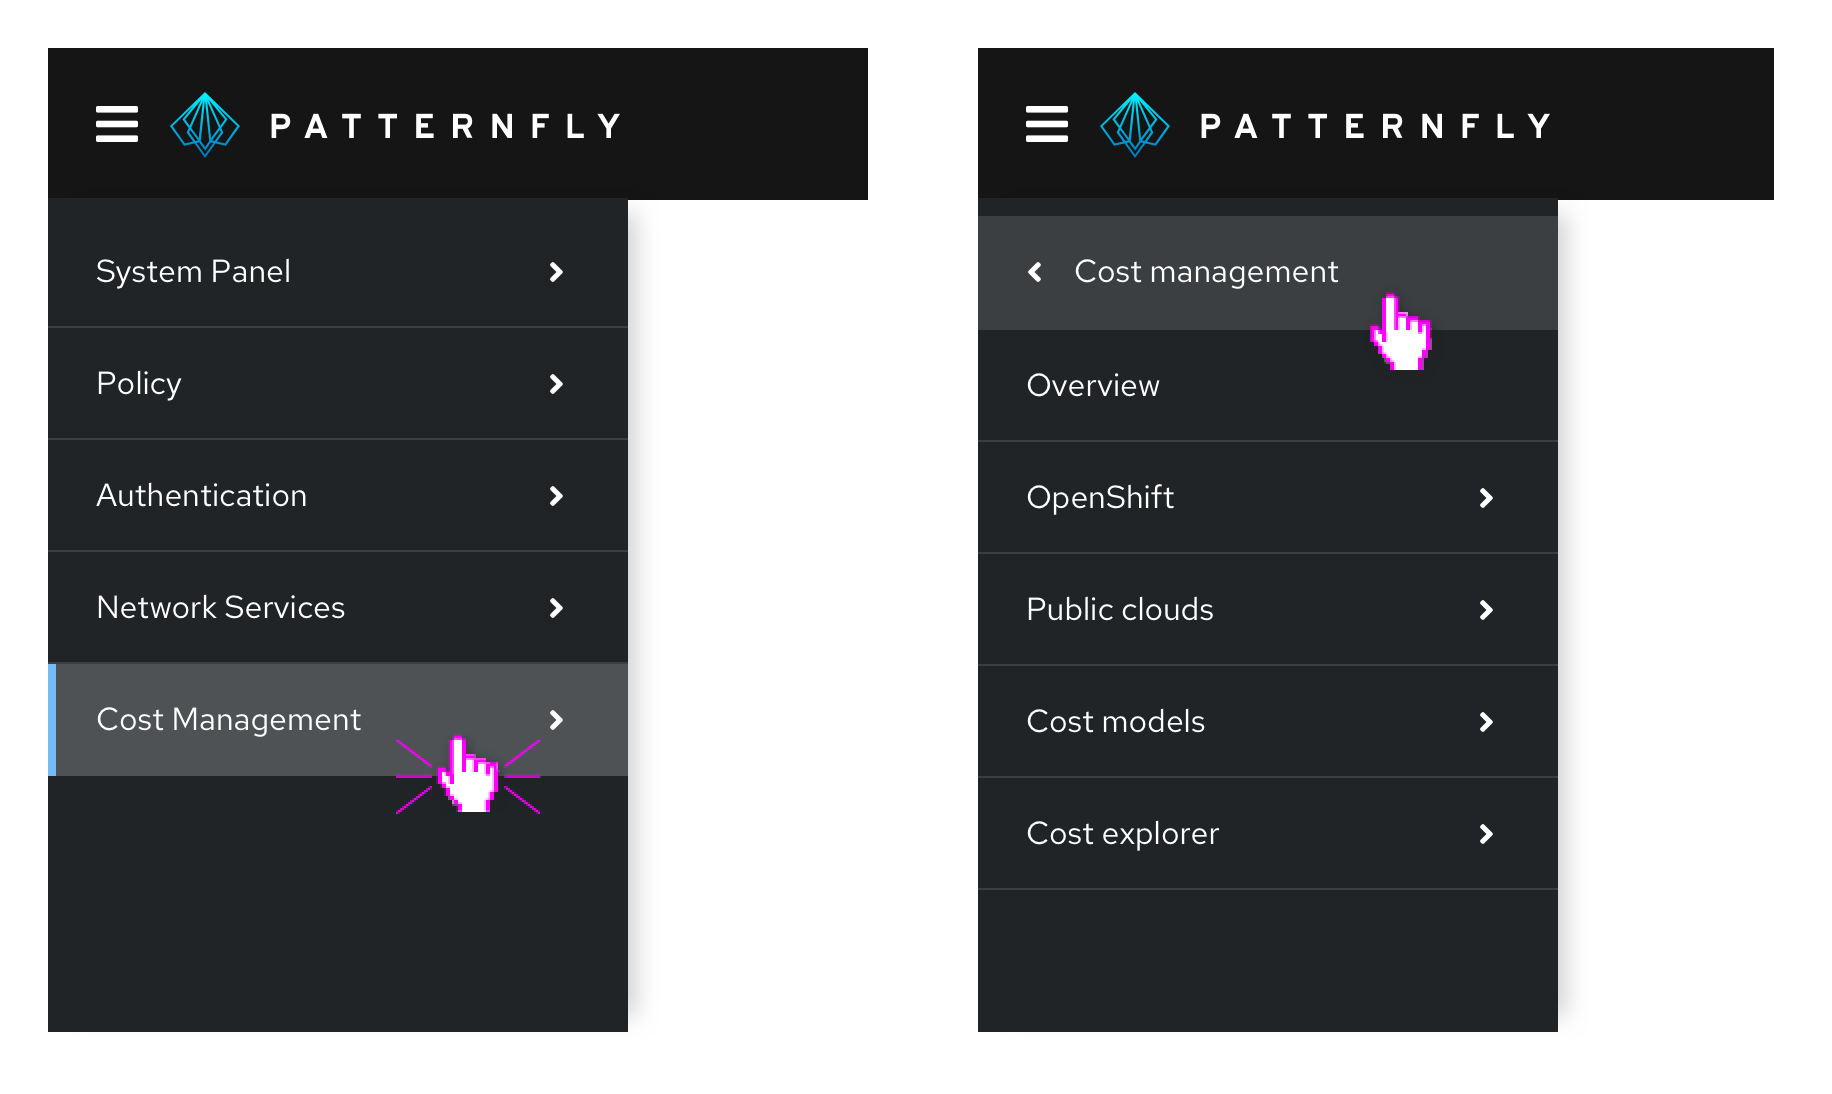 PATTERNFLY
System Panel
Policy
Authentication
Network Services
Cost Management
PATTERNFLY
Cost management
Overview
OpenShift
Public clouds
Cost models
Cost explorer